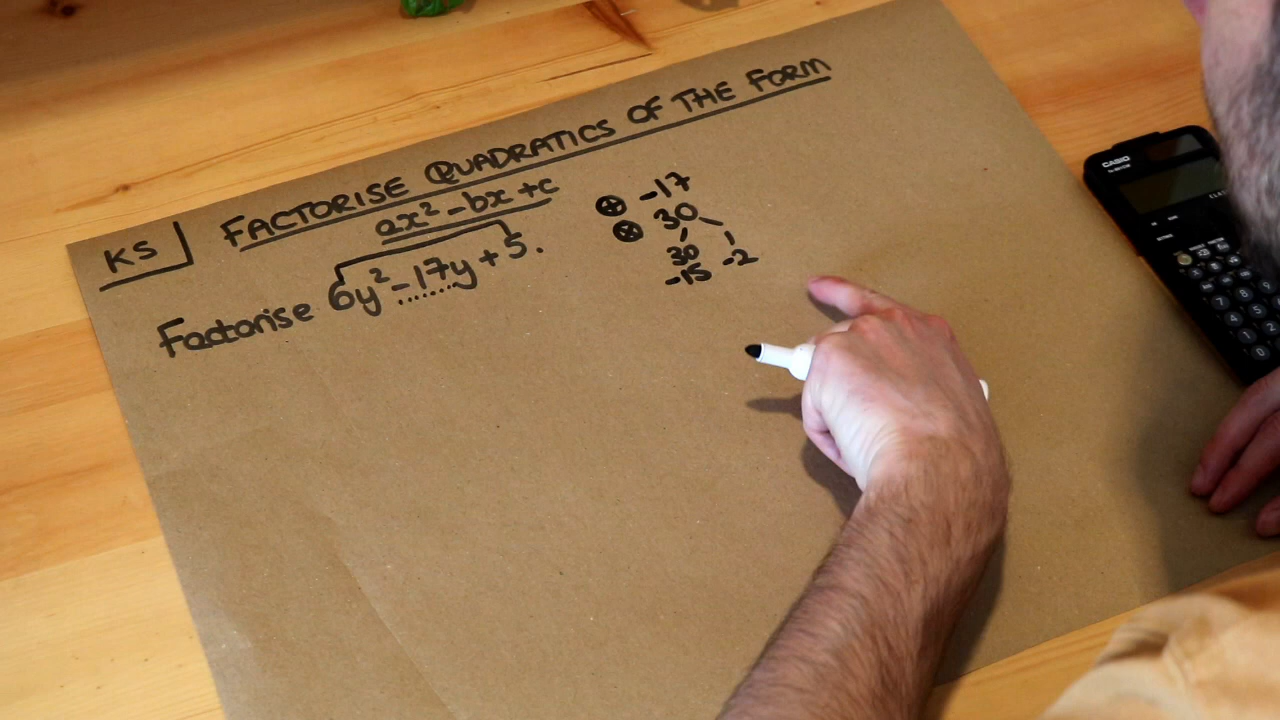 KS
FACTORISE QUADRATICS OF THE FORM
ax² - bx + c
Factorise 6y² - 17y + 5.
⊕ -17
⊗ 30
30 1
-15 -2
CASIO